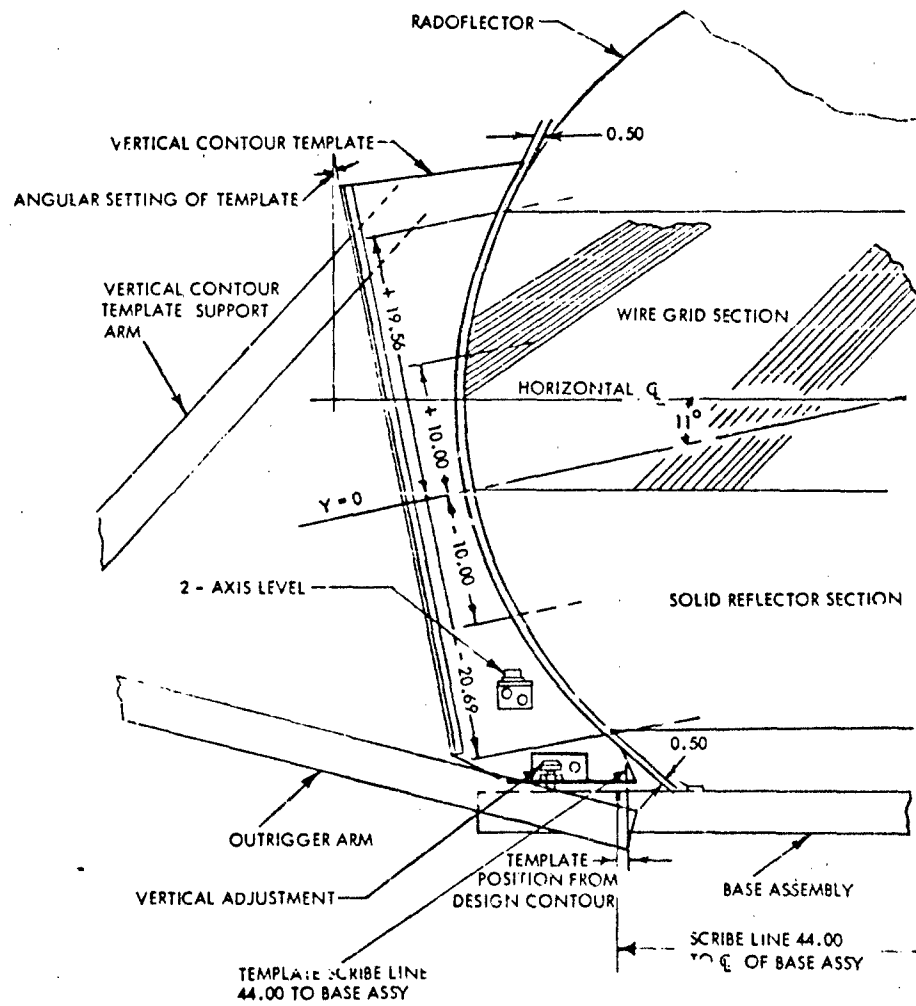 RADOFLECTOR
0.50
VERTICAL CONTOUR TEMPLATE
ANGULAR SETTING OF TEMPLATE
VERTICAL CONTOUR
TEMPLATE SUPPORT
ARM
+ 19.56
WIRE GRID SECTION
HORIZONTAL ℄
11°
+ 10.00
Y = 0
- 10.00
2 - AXIS LEVEL
SOLID REFLECTOR SECTION
- 20.69
0.50
OUTRIGGER ARM
TEMPLATE
POSITION FROM
DESIGN CONTOUR
BASE ASSEMBLY
VERTICAL ADJUSTMENT
SCRIBE LINE 44.00
TO ℄ OF BASE ASSY
TEMPLATE SCRIBE LINE
44.00 TO BASE ASSY